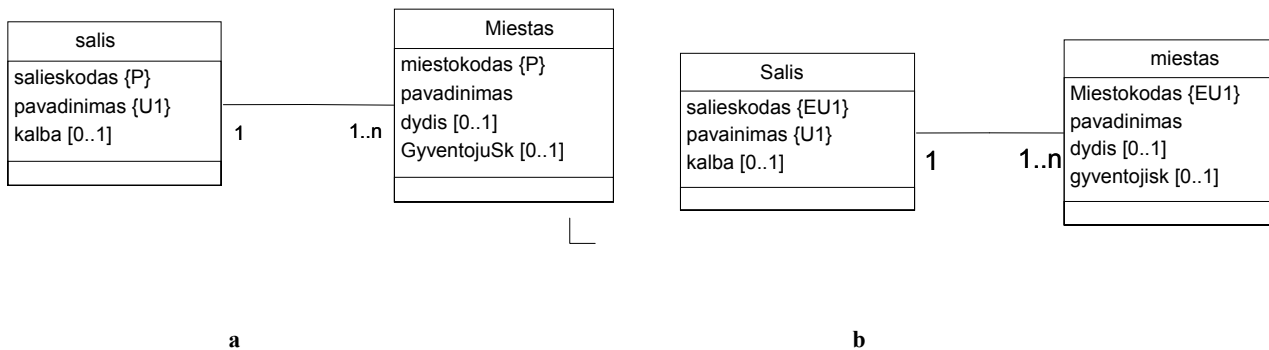 salis
salieskodas {P}
pavadinimas {U1}
kalba [0..1]
1
1..n
Miestas
miestokodas {P}
pavadinimas
dydis [0..1]
GyventojuSk [0..1]
a
Salis
salieskodas {EU1}
pavainimas {U1}
kalba [0..1]
1
1..n
miestas
Miestokodas {EU1}
pavadinimas
dydis [0..1]
gyventojisk [0..1]
b